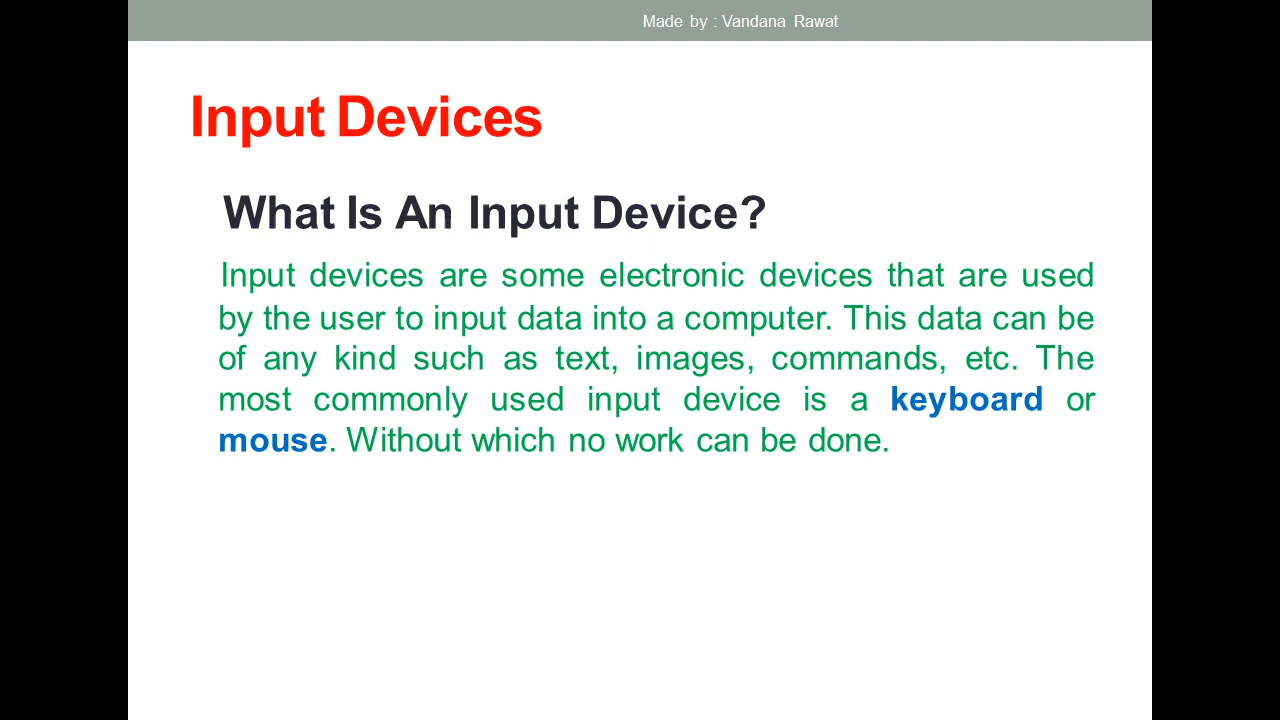 Made by : Vandana Rawat
Input Devices
What Is An Input Device?
Input devices are some electronic devices that are used
by the user to input data into a computer. This data can be
of any kind such as text, images, commands, etc. The
most commonly used input device is a keyboard or
mouse. Without which no work can be done.